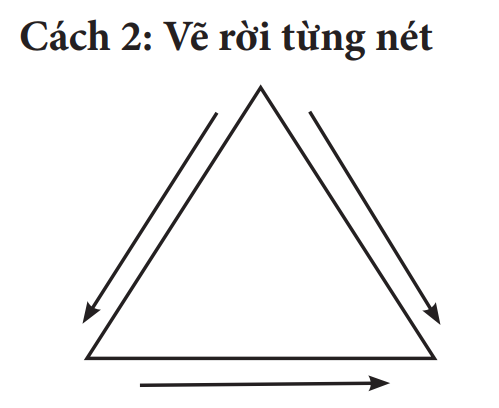 Cách 2: Vẽ rời từng nét